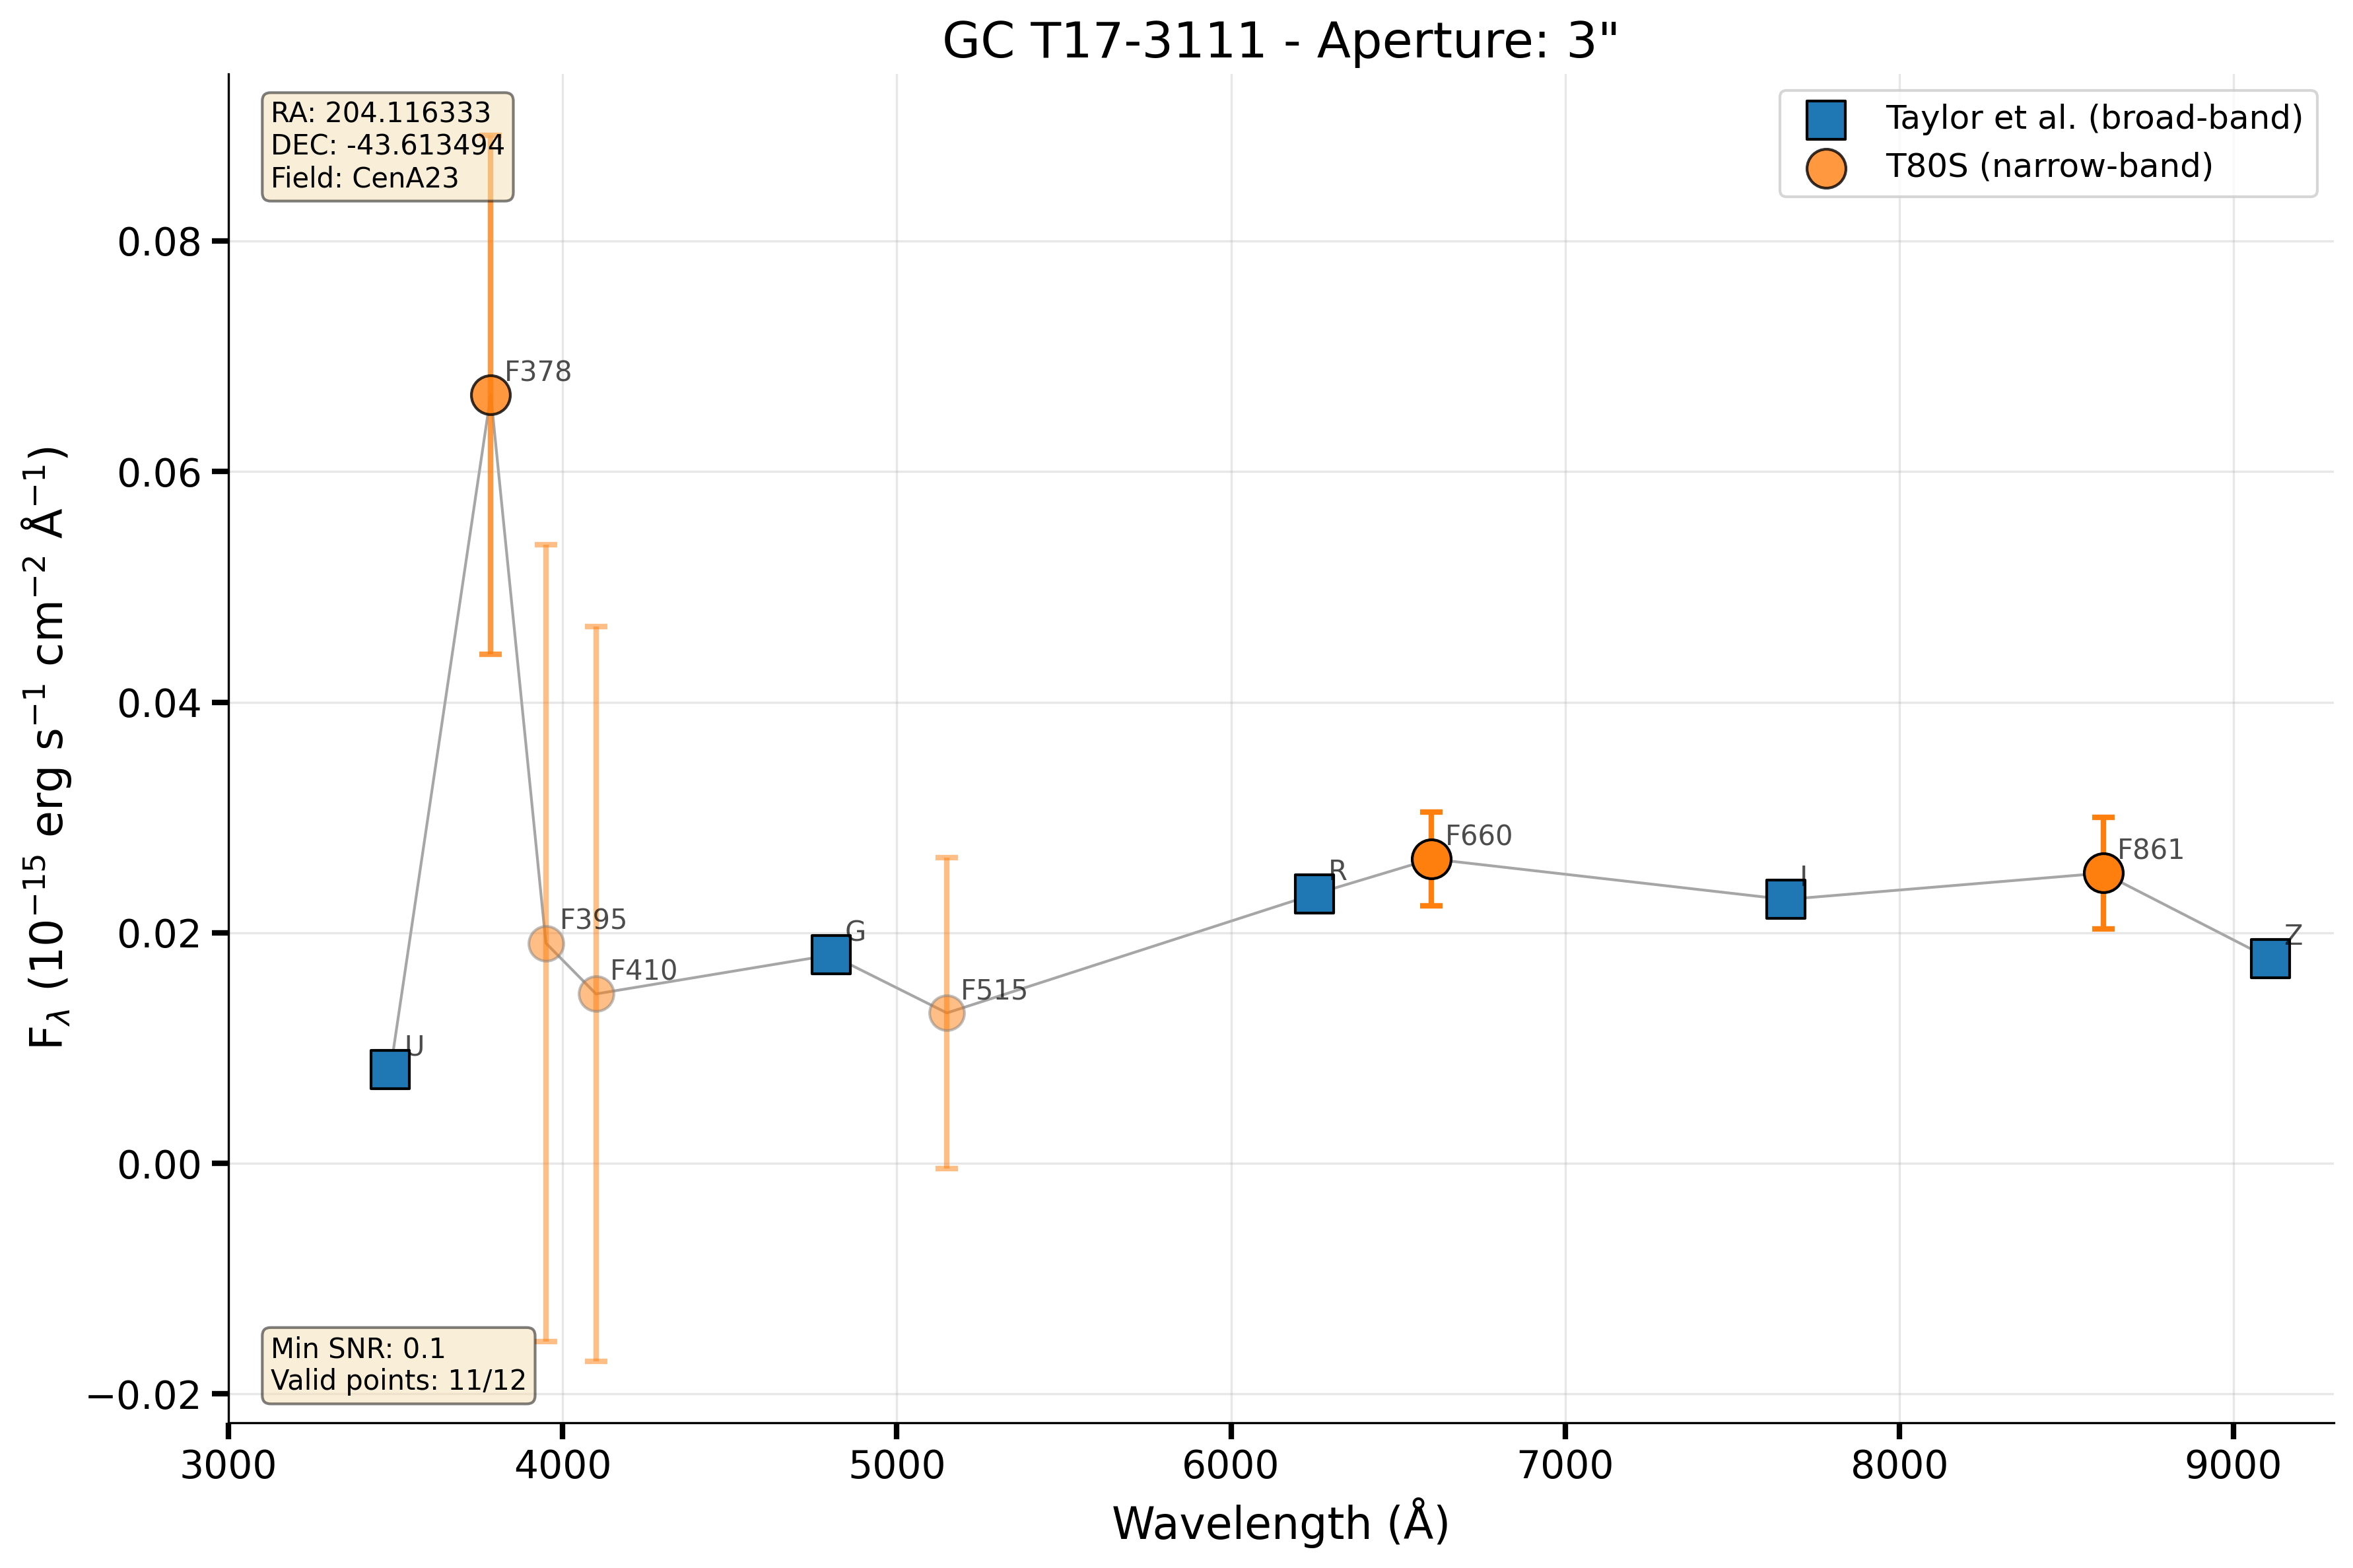 GC T17-3111 - Aperture: 3"
RA: 204.116333
DEC: -43.613494
Field: CenA23
Taylor et al. (broad-band)
T80S (narrow-band)
0.08
0.06
0.04
0.02
0.00
−0.02
F_λ (10⁻¹⁵ erg s⁻¹ cm⁻² Å⁻¹)
F378
F395
F410
F515
F660
F861
U
G
R
I
Z
Min SNR: 0.1
Valid points: 11/12
3000 4000 5000 6000 7000 8000 9000
Wavelength (Å)